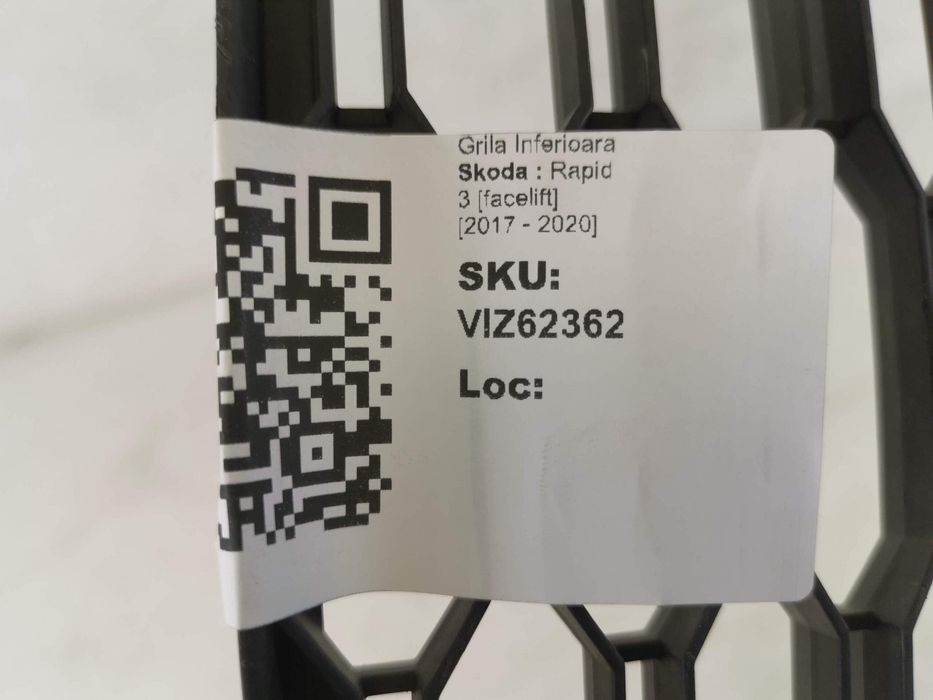 Grila Inferioara
Skoda : Rapid
3 [facelift]
[2017 - 2020]
SKU:
VIZ62362
Loc: